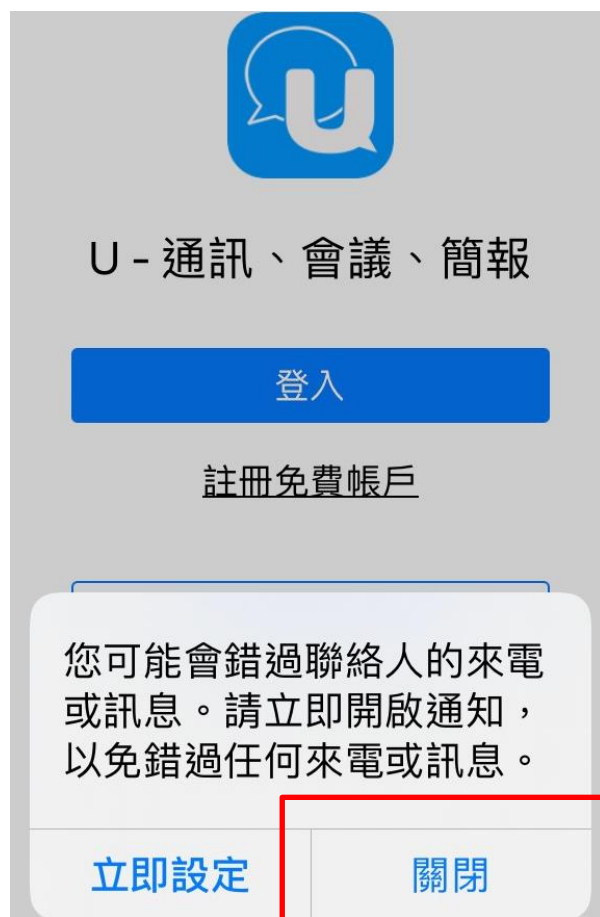 U
U - 通訊、會議、簡報
登入
註冊免費帳戶
您可能會錯過聯絡人的來電
或訊息。請立即開啟通知,
以免錯過任何來電或訊息。
立即設定
關閉